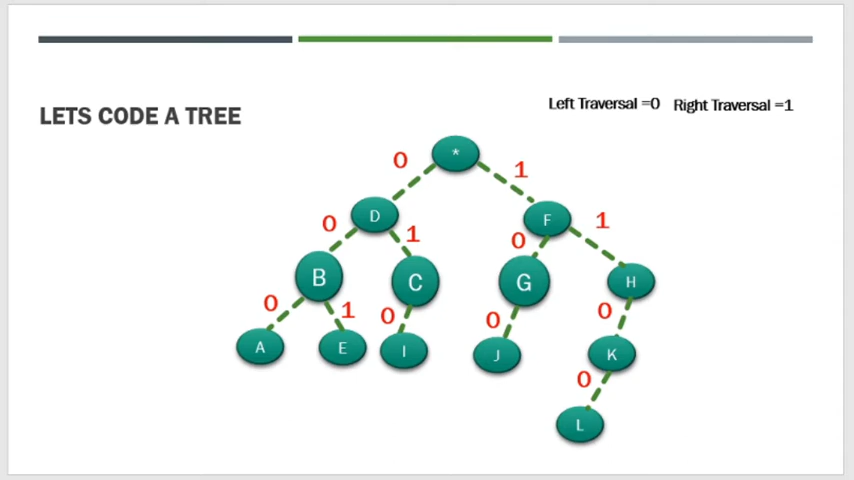 Left Traversal =0 Right Traversal =1
LETS CODE A TREE
*
0 1
D F
0 1 0 1
B C G H
0 1 0 0 0
A E I J K
0
L